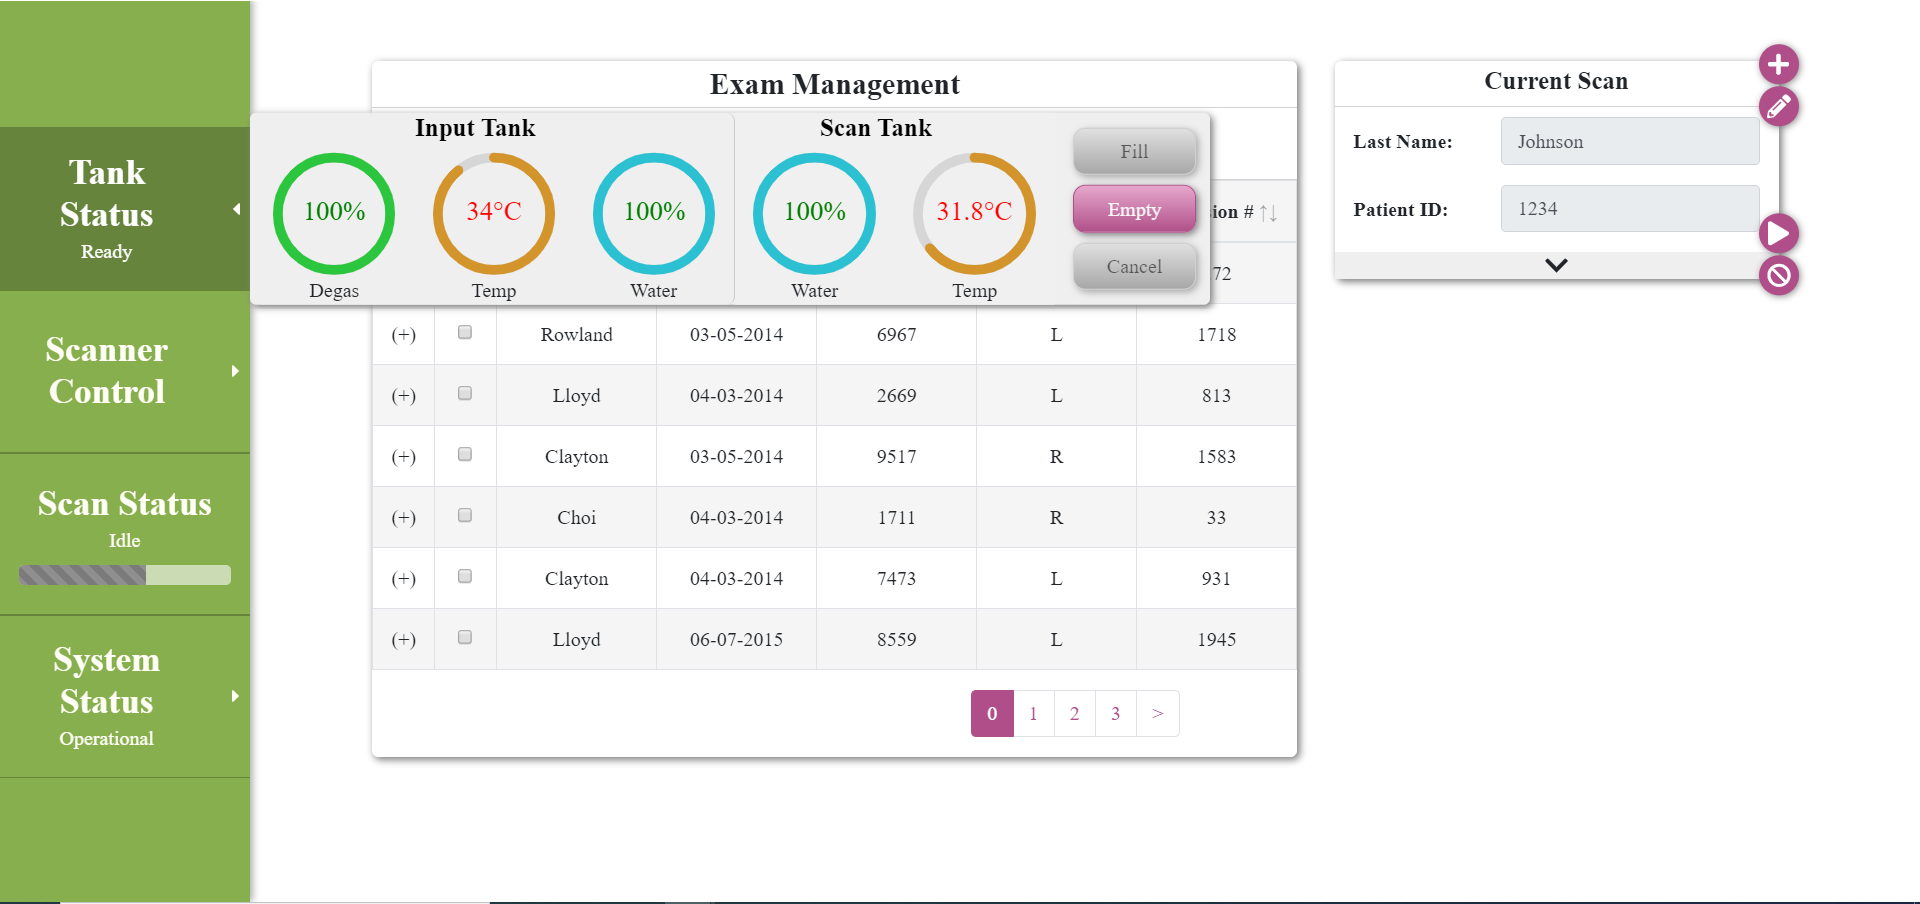 Tank
Status
Ready
Scanner
Control
Scan Status
Idle
System
Status
Operational
Exam Management
Input Tank
Scan Tank
100%
34°C
100%
100%
31.8°C
Degas
Temp
Water
Water
Temp
Fill
Empty
Cancel
ion # ↑↓
72
(+) Rowland 03-05-2014 6967 L 1718
(+) Lloyd 04-03-2014 2669 L 813
(+) Clayton 03-05-2014 9517 R 1583
(+) Choi 04-03-2014 1711 R 33
(+) Clayton 04-03-2014 7473 L 931
(+) Lloyd 06-07-2015 8559 L 1945
0 1 2 3 >
Current Scan
Last Name: Johnson
Patient ID: 1234